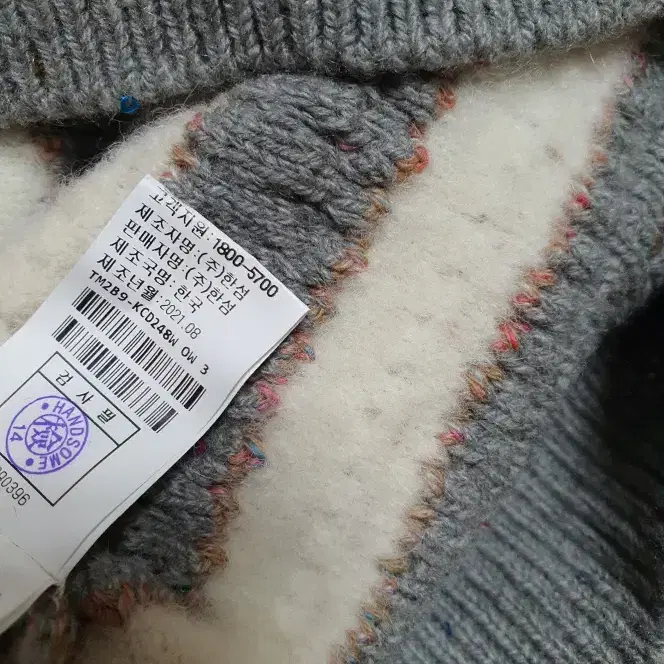 고객지원: 1800-5700
제조자명:(주)한섬
판매사명:(주)한섬
제조국명: 한국
제조년월:2021.08
TM2B9-KCD248W OW 3
검사필
HANDSOME
14